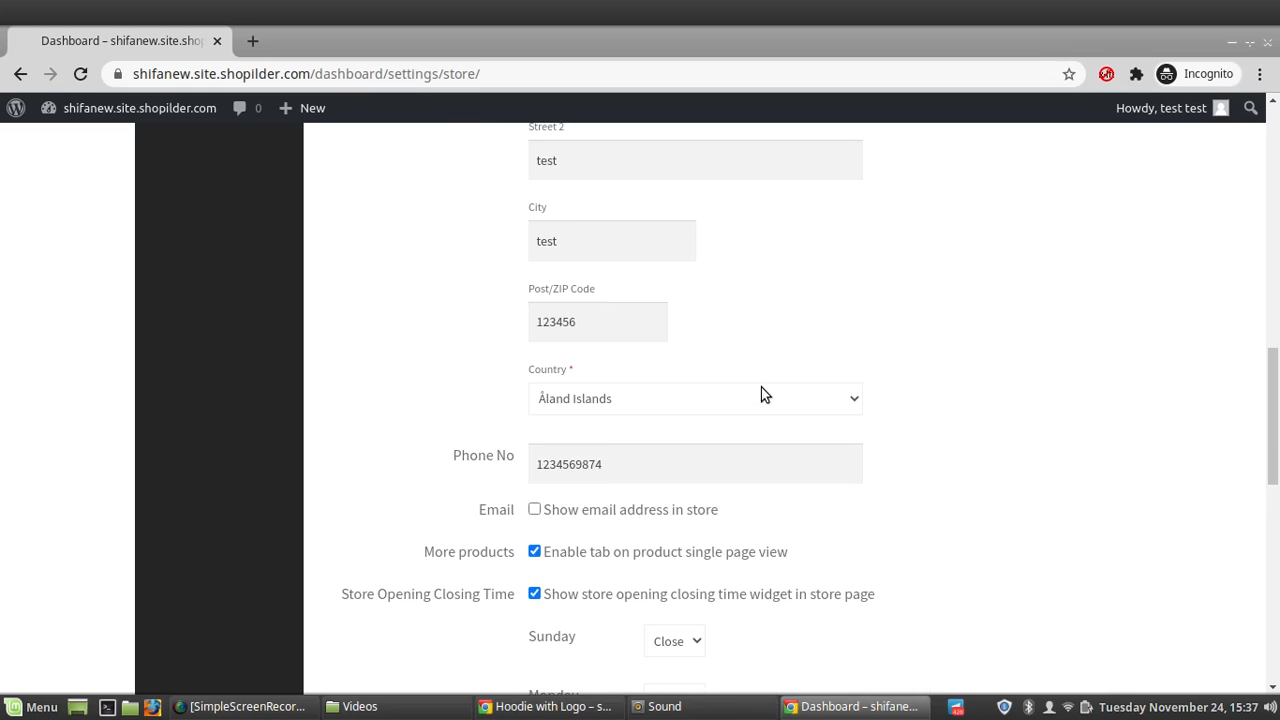 Dashboard – shifanew.site.shop
shifanew.site.shopilder.com/dashboard/settings/store/
Incognito
shifanew.site.shopilder.com
0
New
Howdy, test test
Street 2
test
City
test
Post/ZIP Code
123456
Country *
Åland Islands
Phone No
1234569874
Email
Show email address in store
More products
Enable tab on product single page view
Store Opening Closing Time
Show store opening closing time widget in store page
Sunday
Close
Monday
Menu
[SimpleScreenRecor...
Videos
Hoodie with Logo – s...
Sound
Dashboard – shifane...
Tuesday November 24, 15:37